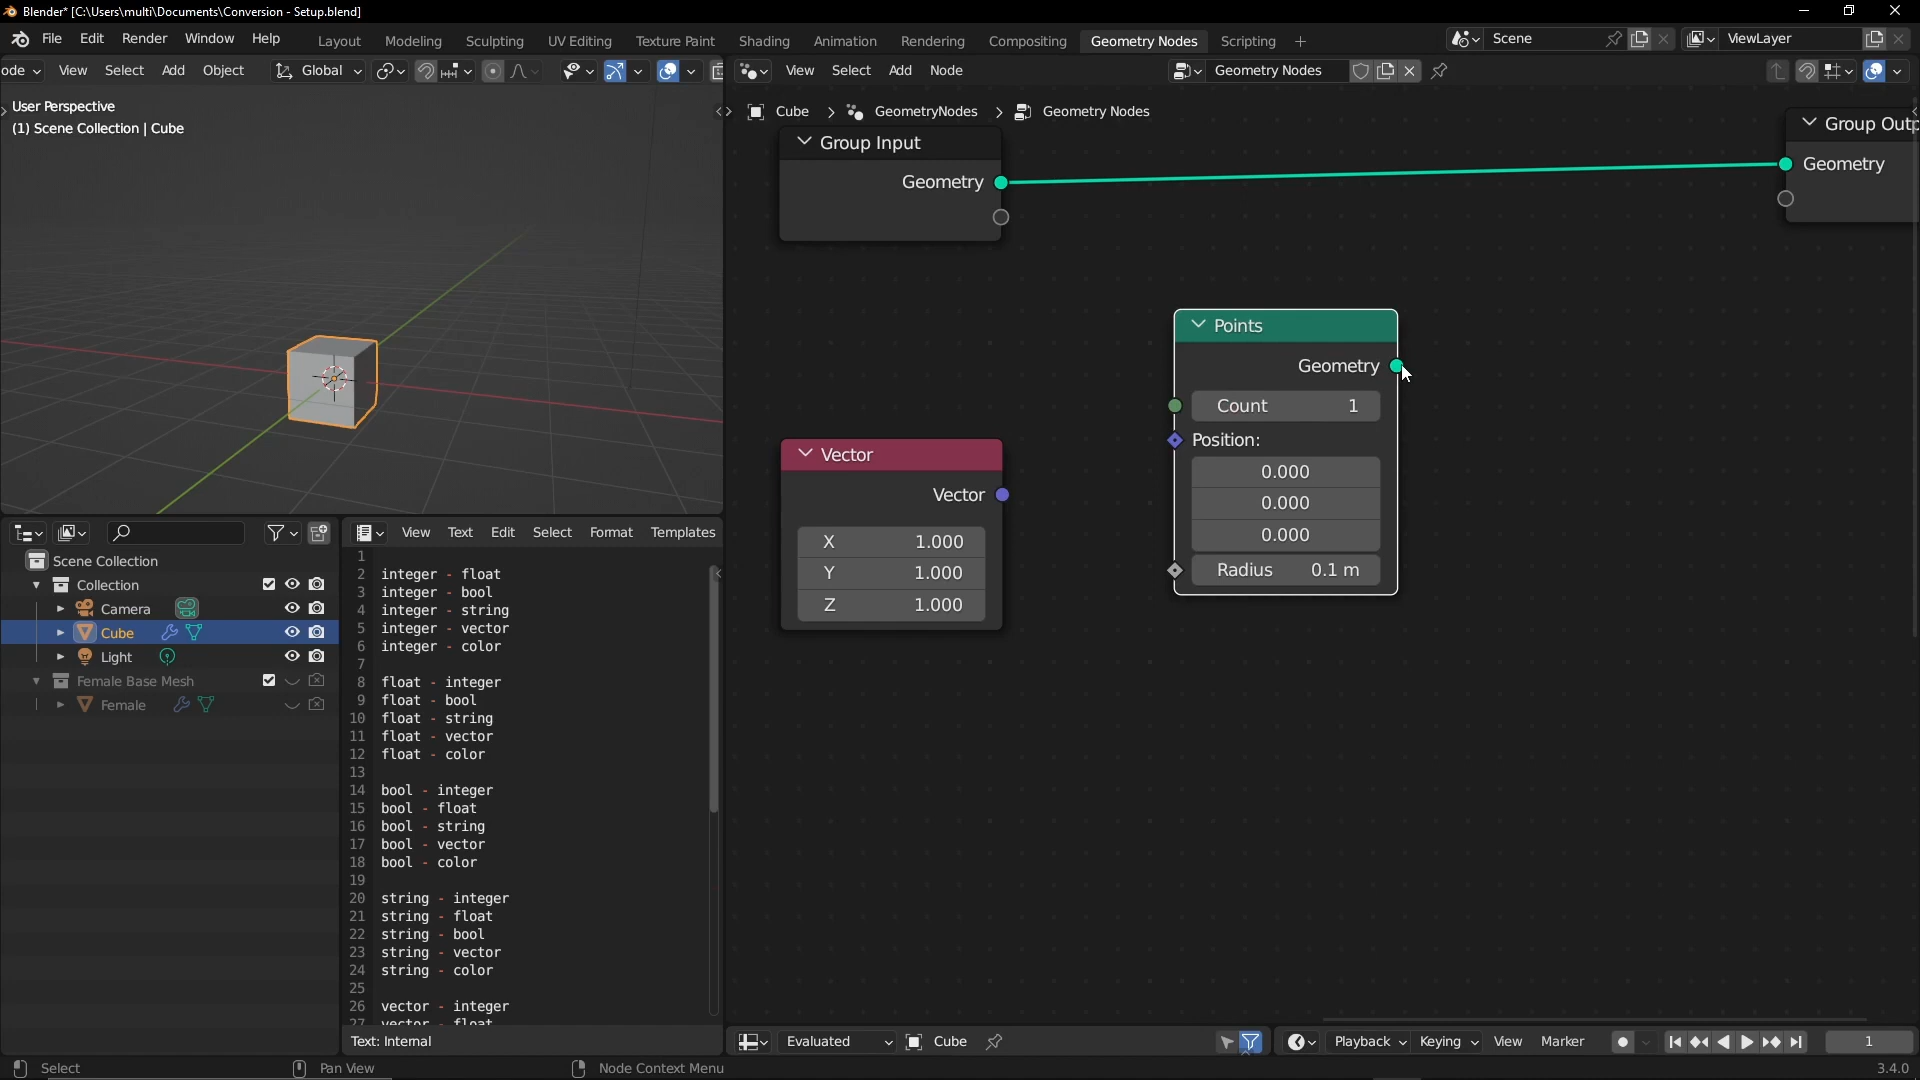 Blender* [C:\Users\multi\Documents\Conversion - Setup.blend]
File Edit Render Window Help Layout Modeling Sculpting UV Editing Texture Paint Shading Animation Rendering Compositing Geometry Nodes Scripting + Scene ViewLayer
ode View Select Add Object Global
View Select Add Node Geometry Nodes
User Perspective
(1) Scene Collection | Cube
Cube > GeometryNodes > Geometry Nodes
Group Input
Geometry
Group Outp
Geometry
Points
Geometry
Count 1
Position:
0.000
0.000
0.000
Radius 0.1 m
Vector
Vector
X 1.000
Y 1.000
Z 1.000
Scene Collection
Collection
Camera
Cube
Light
Female Base Mesh
Female
View Text Edit Select Format Templates
1
2 integer - float
3 integer - bool
4 integer - string
5 integer - vector
6 integer - color
7
8 float - integer
9 float - bool
10 float - string
11 float - vector
12 float - color
13
14 bool - integer
15 bool - float
16 bool - string
17 bool - vector
18 bool - color
19
20 string - integer
21 string - float
22 string - bool
23 string - vector
24 string - color
25
26 vector - integer
27 vector - float
Text: Internal
Evaluated Cube
Playback Keying View Marker 1
Select Pan View Node Context Menu 3.4.0